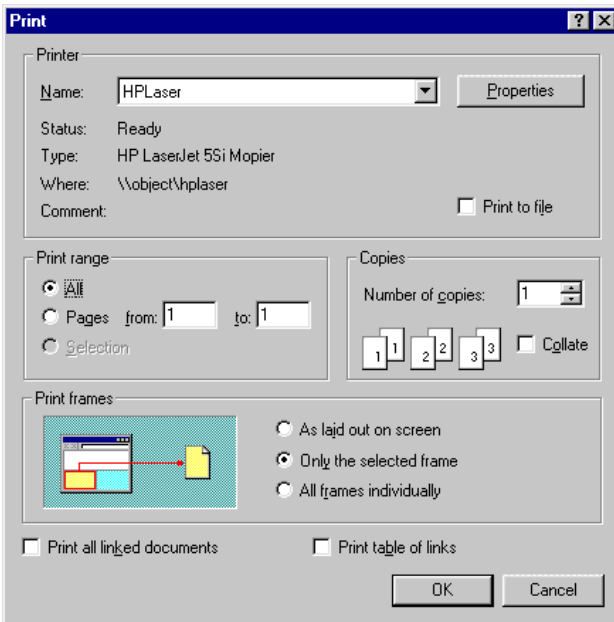 Print
Printer
Name: HPLaser Properties
Status: Ready
Type: HP LaserJet 5Si Mopier
Where: \\object\hplaser
Comment: Print to file
Print range
All
Pages from: 1 to: 1
Selection
Copies
Number of copies: 1
1 1 2 2 3 3 Collate
Print frames
As laid out on screen
Only the selected frame
All frames individually
Print all linked documents Print table of links
OK Cancel